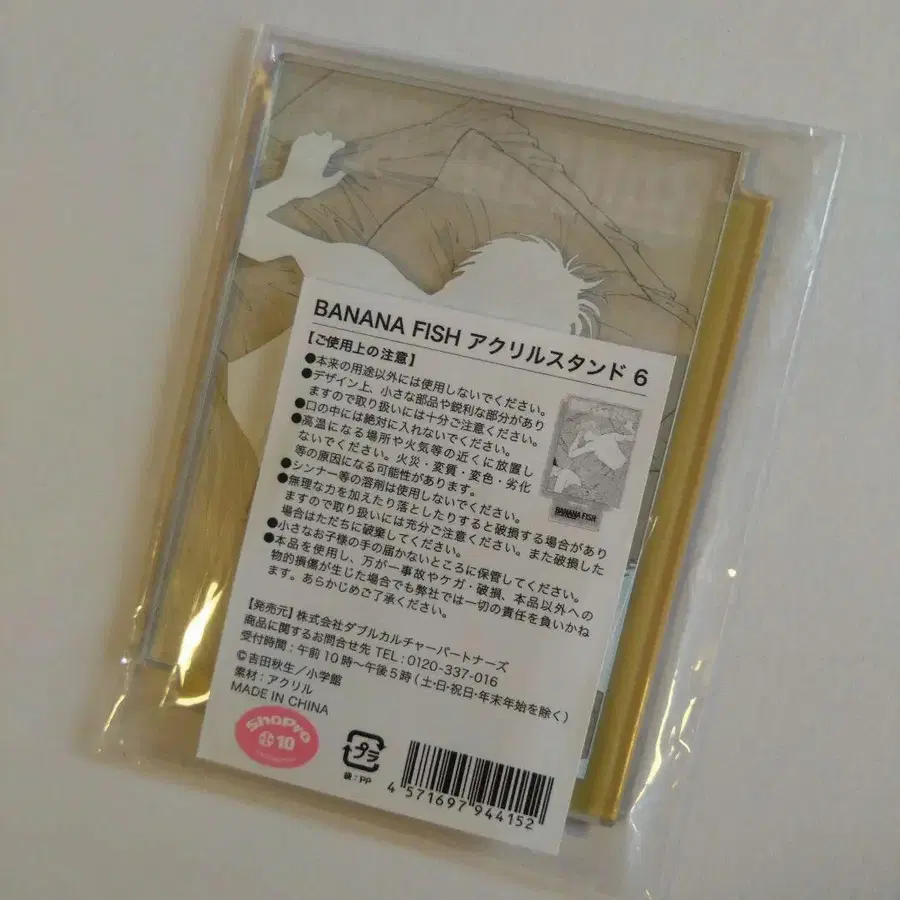 BANANA FISH アクリルスタンド 6
【ご使用上の注意】
●本来の用途以外には使用しないでください。
●デザイン上、小さな部品や鋭利な部分があり
ますので取り扱いには十分ご注意ください。
●口の中には絶対に入れないでください。
●高温になる場所や火気等の近くに放置し
ないでください。火災・変質・変色・劣化
等の原因になる可能性があります。
●シンナー等の溶剤は使用しないでください。
●無理な力を加えたり落としたりすると破損する場合があり
ますので取り扱いには充分ご注意ください。また破損した
場合はただちに破棄してください。
●小さなお子様の手の届かないところに保管してください。
●本品を使用し、万が一事故やケガ・破損、本品以外への
物的損傷が生じた場合でも弊社では一切の責任を負いかね
ます。あらかじめご了承ください。
BANANA FISH
【発売元】株式会社ダブルカルチャーパートナーズ
商品に関するお問合せ先 TEL:0120-337-016
受付時間:午前10時〜午後5時(土・日・祝日・年末年始を除く)
©吉田秋生/小学館
素材:アクリル
MADE IN CHINA
ShoPro
小 10
プラ
袋:PP
4 571697 944152